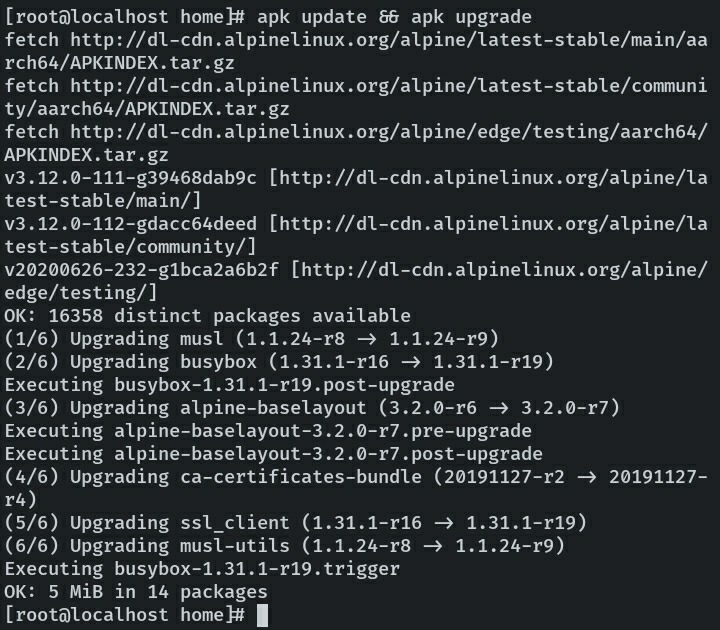 [root@localhost home]# apk update && apk upgrade
fetch http://dl-cdn.alpinelinux.org/alpine/latest-stable/main/aa
rch64/APKINDEX.tar.gz
fetch http://dl-cdn.alpinelinux.org/alpine/latest-stable/communi
ty/aarch64/APKINDEX.tar.gz
fetch http://dl-cdn.alpinelinux.org/alpine/edge/testing/aarch64/
APKINDEX.tar.gz
v3.12.0-111-g39468dab9c [http://dl-cdn.alpinelinux.org/alpine/la
test-stable/main/]
v3.12.0-112-gdacc64deed [http://dl-cdn.alpinelinux.org/alpine/la
test-stable/community/]
v20200626-232-g1bca2a6b2f [http://dl-cdn.alpinelinux.org/alpine/
edge/testing/]
OK: 16358 distinct packages available
(1/6) Upgrading musl (1.1.24-r8 -> 1.1.24-r9)
(2/6) Upgrading busybox (1.31.1-r16 -> 1.31.1-r19)
Executing busybox-1.31.1-r19.post-upgrade
(3/6) Upgrading alpine-baselayout (3.2.0-r6 -> 3.2.0-r7)
Executing alpine-baselayout-3.2.0-r7.pre-upgrade
Executing alpine-baselayout-3.2.0-r7.post-upgrade
(4/6) Upgrading ca-certificates-bundle (20191127-r2 -> 20191127-
r4)
(5/6) Upgrading ssl_client (1.31.1-r16 -> 1.31.1-r19)
(6/6) Upgrading musl-utils (1.1.24-r8 -> 1.1.24-r9)
Executing busybox-1.31.1-r19.trigger
OK: 5 MiB in 14 packages
[root@localhost home]#